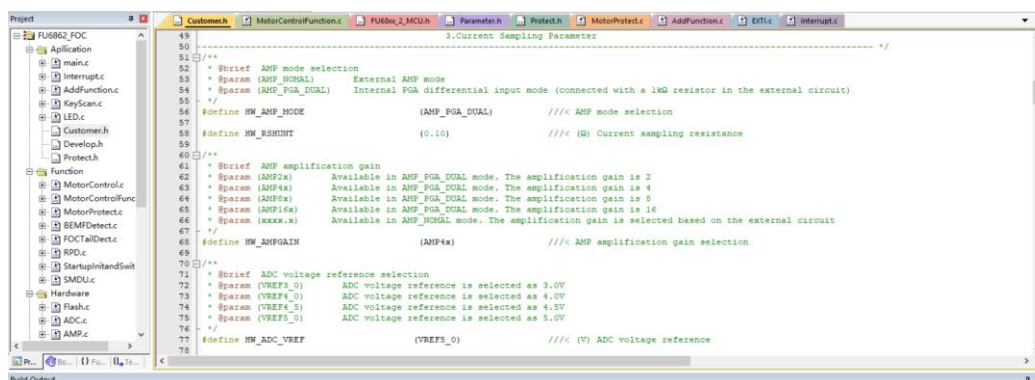 Project
Customer.h MotorControlFunction.c FU68xx_2_MCU.h Parameter.h Protect.h MotorProtect.c AddFunction.c EXTI.c Interrupt.c
FU6862_FOC
Apllication
main.c
Interrupt.c
AddFunction.c
KeyScan.c
LED.c
Customer.h
Develop.h
Protect.h
Function
MotorControl.c
MotorControlFunc
MotorProtect.c
BEMFDetect.c
FOCTailDect.c
RPD.c
StartupInitandSwit
SMDU.c
Hardware
Flash.c
ADC.c
AMP.c
Pr... Bo... {} Fu... Te...
49 3.Current Sampling Parameter
50 */
51 /**
52 * @brief AMP mode selection
53 * @param (AMP_NOMAL) External AMP mode
54 * @param (AMP_PGA_DUAL) Internal PGA differential input mode (connected with a 1kΩ resistor in the external circuit)
55 */
56 #define HW_AMP_MODE (AMP_PGA_DUAL) ///< AMP mode selection
57
58 #define HW_RSHUNT (0.10) ///< (Ω) Current sampling resistance
59
60 /**
61 * @brief AMP amplification gain
62 * @param (AMP2x) Available in AMP_PGA_DUAL mode. The amplification gain is 2
63 * @param (AMP4x) Available in AMP_PGA_DUAL mode. The amplification gain is 4
64 * @param (AMP8x) Available in AMP_PGA_DUAL mode. The amplification gain is 8
65 * @param (AMP16x) Available in AMP_PGA_DUAL mode. The amplification gain is 16
66 * @param (xxxx.x) Available in AMP_NOMAL mode. The amplification gain is selected based on the external circuit
67 */
68 #define HW_AMPGAIN (AMP4x) ///< AMP amplification gain selection
69
70 /**
71 * @brief ADC voltage reference selection
72 * @param (VREF3_0) ADC voltage reference is selected as 3.0V
73 * @param (VREF4_0) ADC voltage reference is selected as 4.0V
74 * @param (VREF4_5) ADC voltage reference is selected as 4.5V
75 * @param (VREF5_0) ADC voltage reference is selected as 5.0V
76 */
77 #define HW_ADC_VREF (VREF5_0) ///< (V) ADC voltage reference
78
Build Output